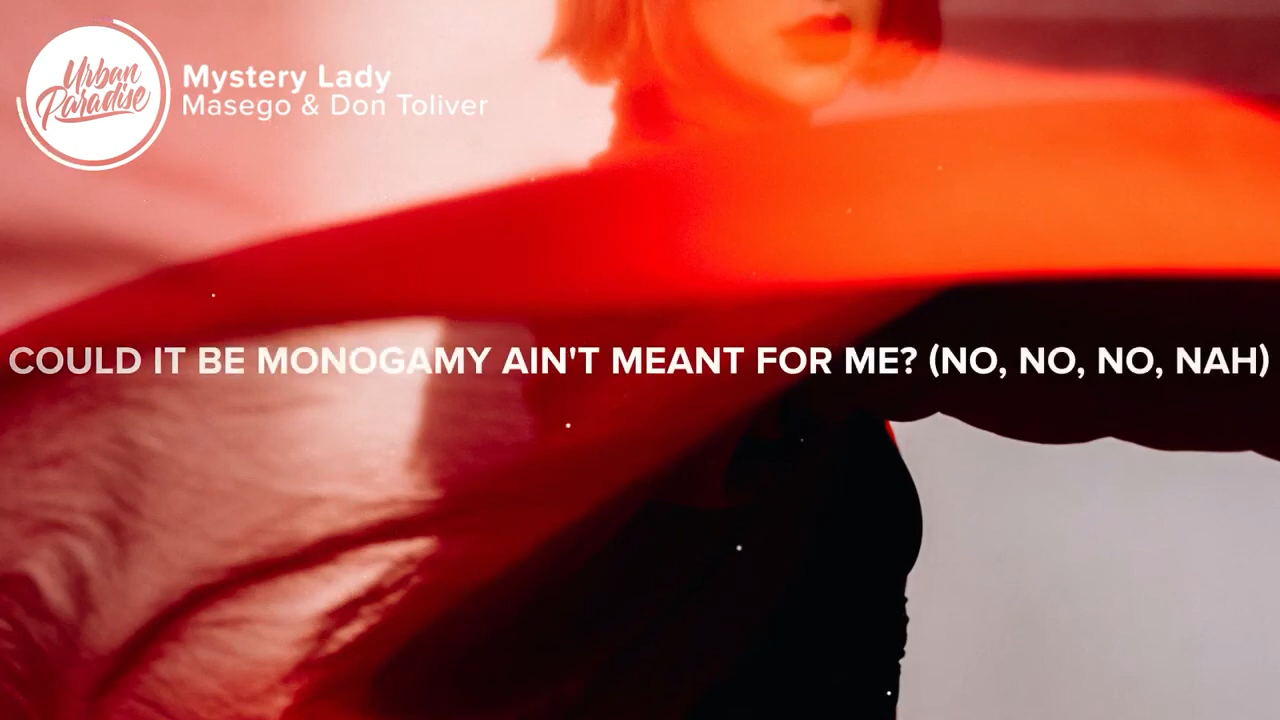 Urban
Paradise
Mystery Lady
Masego & Don Toliver
COULD IT BE MONOGAMY AIN'T MEANT FOR ME? (NO, NO, NO, NAH)